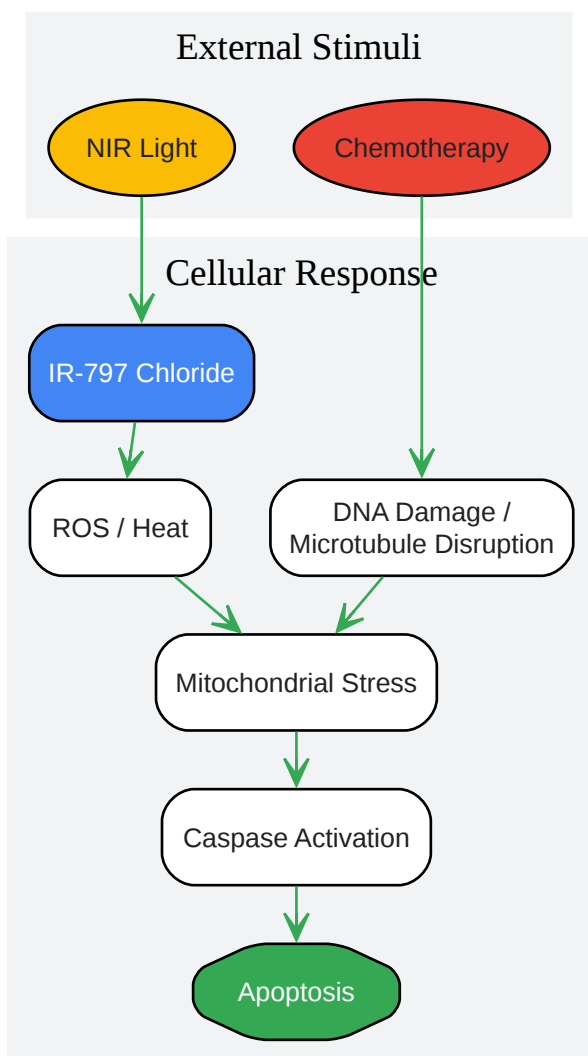 External Stimuli
NIR Light
Chemotherapy
Cellular Response
IR-797 Chloride
ROS / Heat
DNA Damage /
Microtubule Disruption
Mitochondrial Stress
Caspase Activation
Apoptosis